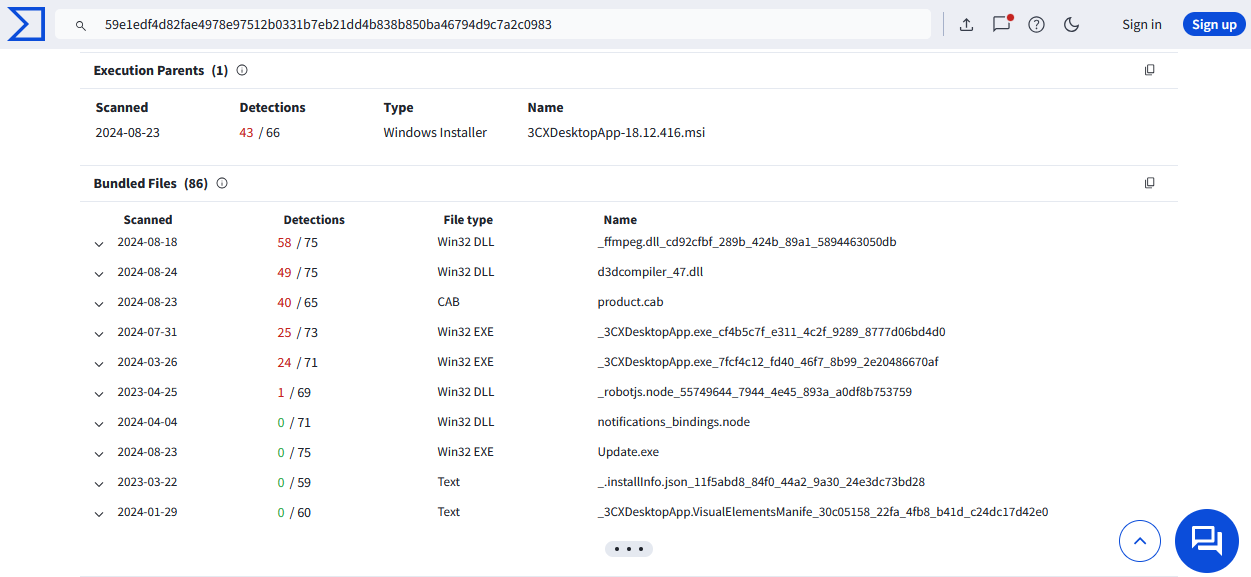 59e1edf4d82fae4978e97512b0331b7eb21dd4b838b850ba46794d9c7a2c0983 Sign in Sign up
Execution Parents (1)
Scanned Detections Type Name
2024-08-23 43 / 66 Windows Installer 3CXDesktopApp-18.12.416.msi
Bundled Files (86)
Scanned Detections File type Name
2024-08-18 58 / 75 Win32 DLL _ffmpeg.dll_cd92cfbf_289b_424b_89a1_5894463050db
2024-08-24 49 / 75 Win32 DLL d3dcompiler_47.dll
2024-08-23 40 / 65 CAB product.cab
2024-07-31 25 / 73 Win32 EXE _3CXDesktopApp.exe_cf4b5c7f_e311_4c2f_9289_8777d06bd4d0
2024-03-26 24 / 71 Win32 EXE _3CXDesktopApp.exe_7fcf4c12_fd40_46f7_8b99_2e20486670af
2023-04-25 1 / 69 Win32 DLL _robotjs.node_55749644_7944_4e45_893a_a0df8b753759
2024-04-04 0 / 71 Win32 DLL notifications_bindings.node
2024-08-23 0 / 75 Win32 EXE Update.exe
2023-03-22 0 / 59 Text _.installInfo.json_11f5abd8_84f0_44a2_9a30_24e3dc73bd28
2024-01-29 0 / 60 Text _3CXDesktopApp.VisualElementsManife_30c05158_22fa_4fb8_b41d_c24dc17d42e0